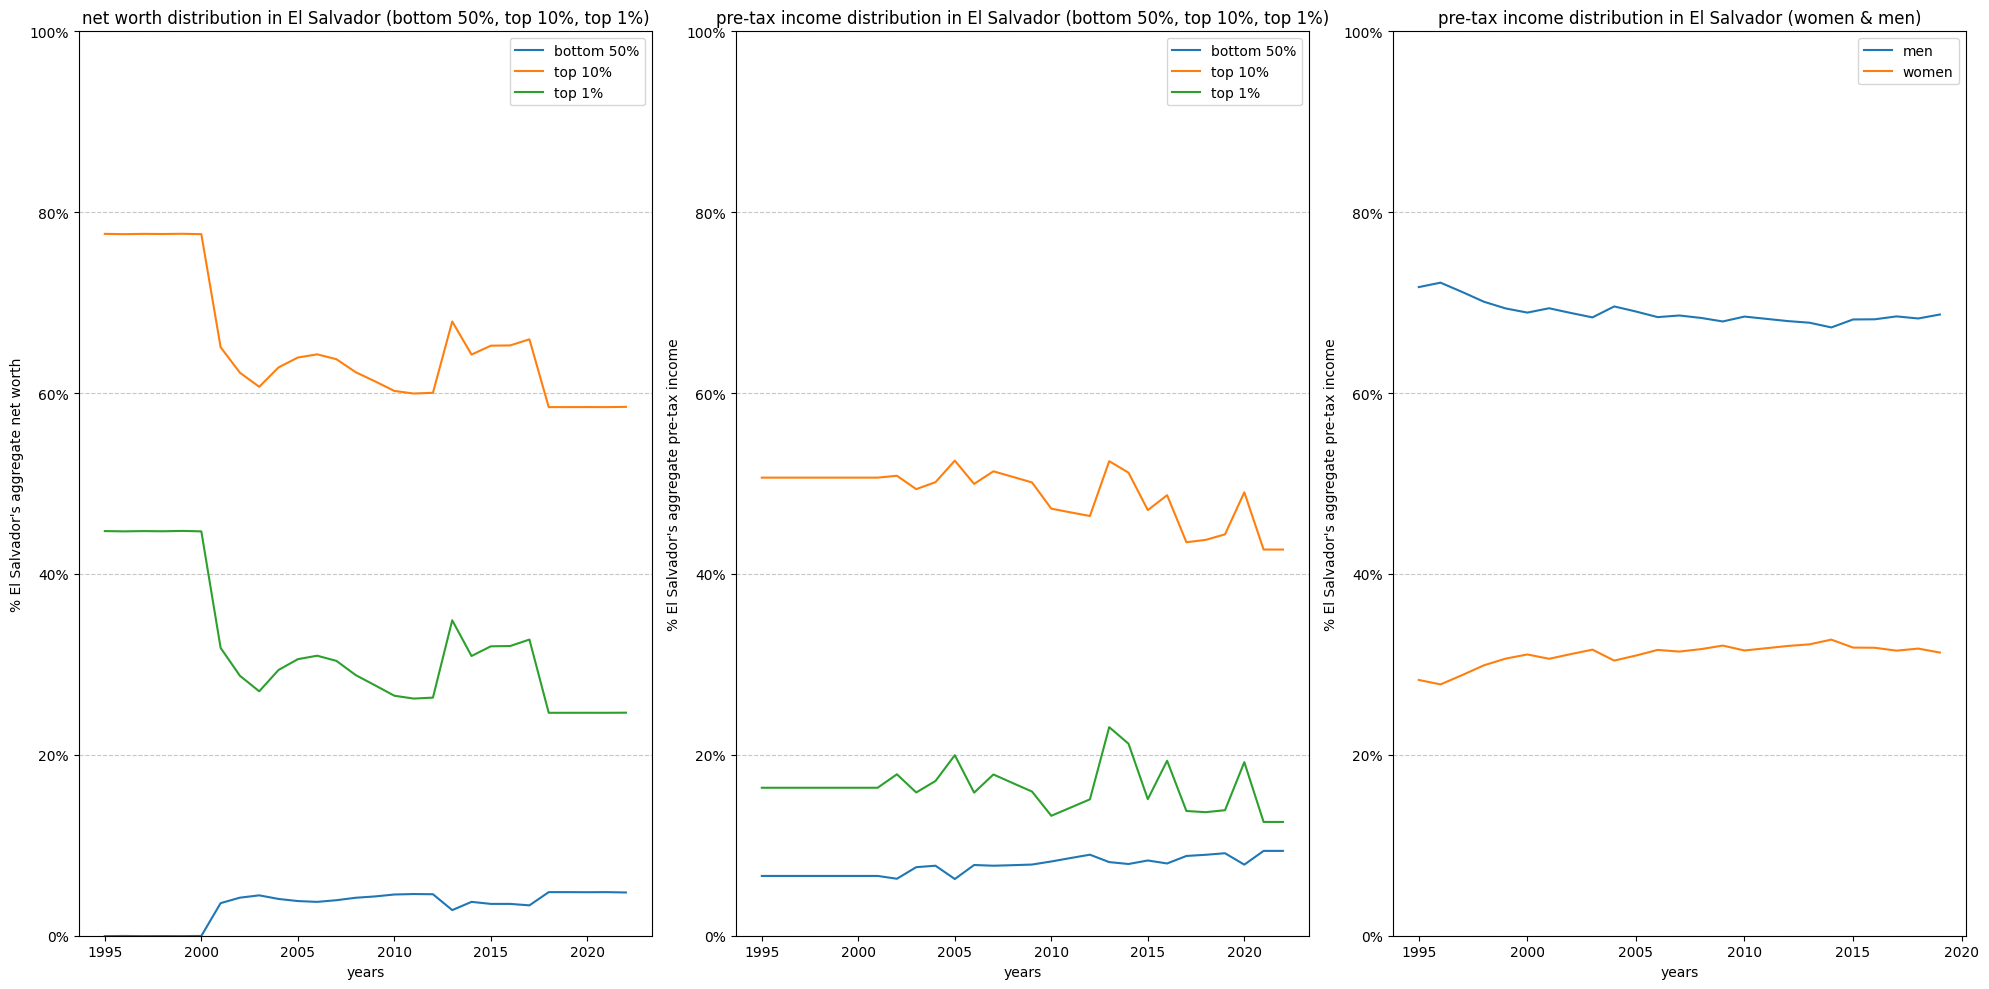 net worth distribution in El Salvador (bottom 50%, top 10%, top 1%)
100%
80%
60%
40%
20%
0%
% El Salvador's aggregate net worth
bottom 50%
top 10%
top 1%
1995
2000
2005
2010
2015
2020
years
pre-tax income distribution in El Salvador (bottom 50%, top 10%, top 1%)
100%
80%
60%
40%
20%
0%
% El Salvador's aggregate pre-tax income
bottom 50%
top 10%
top 1%
1995
2000
2005
2010
2015
2020
years
pre-tax income distribution in El Salvador (women & men)
100%
80%
60%
40%
20%
0%
% El Salvador's aggregate pre-tax income
men
women
1995
2000
2005
2010
2015
2020
years